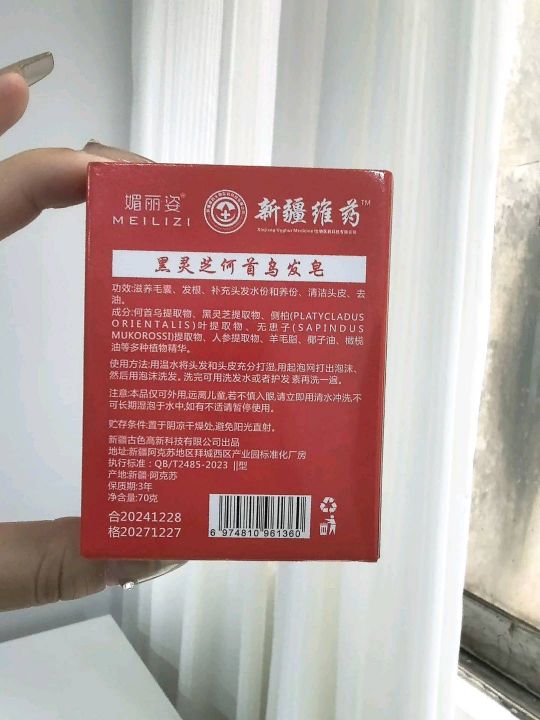 媚丽姿®
MEILIZI
新疆维药™
Xinjiang Uyghur Medicine
黑灵芝何首乌发皂
功效:滋养毛囊、发根、补充头发水份和养份、清洁头皮、去
油。
成分:何首乌提取物、黑灵芝提取物、侧柏(PLATYCLADUS
ORIENTALIS)叶提取物、无患子(SAPINDUS
MUKOROSSI)提取物、人参提取物、羊毛脂、椰子油、橄榄
油等多种植物精华。
使用方法:用温水将头发和头皮充分打湿,用起泡网打出泡沫、
然后用泡沫洗发。洗完可用洗发水或者护发素再洗一遍。
注意:本品仅可外用,远离儿童,若不慎入眼,请立即用清水冲洗,不
可长期湿泡于水中,如有不适请暂停使用。
贮存条件:置于阴凉干燥处,避免阳光直射。
新疆古色高新科技有限公司出品
地址:新疆阿克苏地区拜城西区产业园标准化厂房
执行标准: QB/T2485-2023 ||型
产地:新疆·阿克苏
保质期:3年
净含量:70克
合20241228
格20271227
6 974810 961360